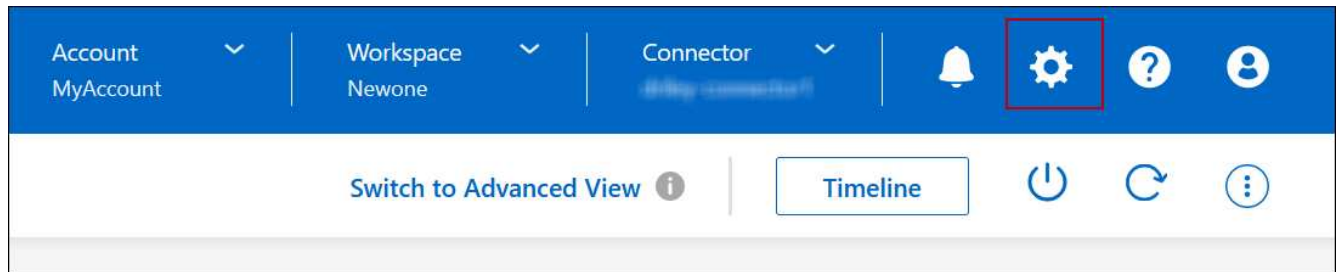 Account
MyAccount
Workspace
Newone
Connector
Switch to Advanced View
Timeline